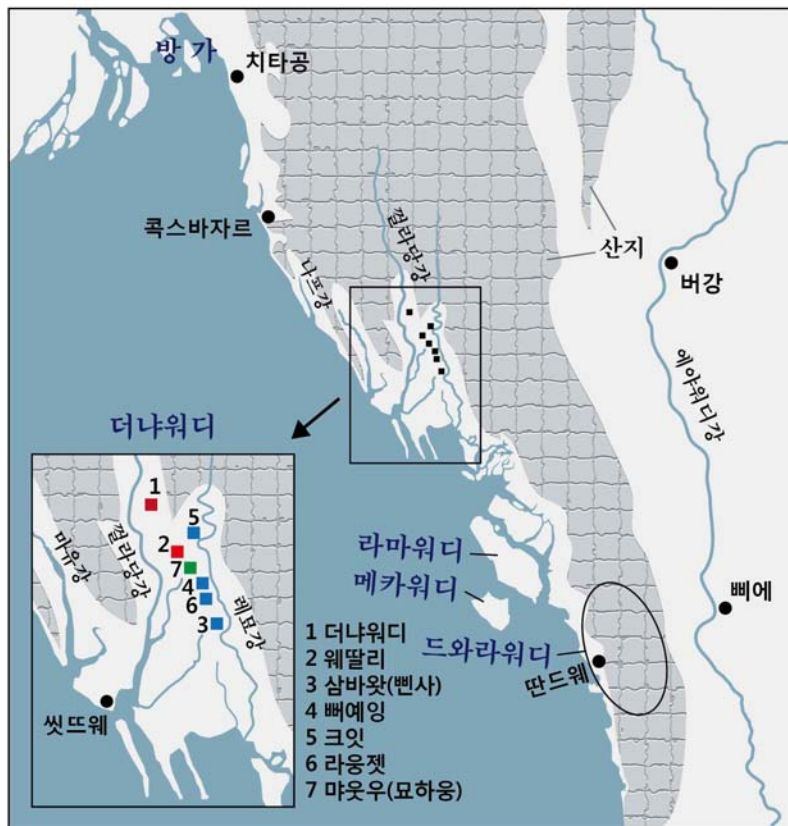 방가
치타공
콕스바자르
나프강
껄라당강
산지
버강
에야워디강
더냐워디
라마워디
메카워디
드와라워디
딴드웨
삐에
마유강
껄라당강
레묘강
씻뜨웨
1
5
2
7
4
6
3
1 더냐워디
2 웨딸리
3 삼바왓(삔사)
4 뻐예잉
5 크잇
6 라웅젯
7 먀웃우(묘하웅)